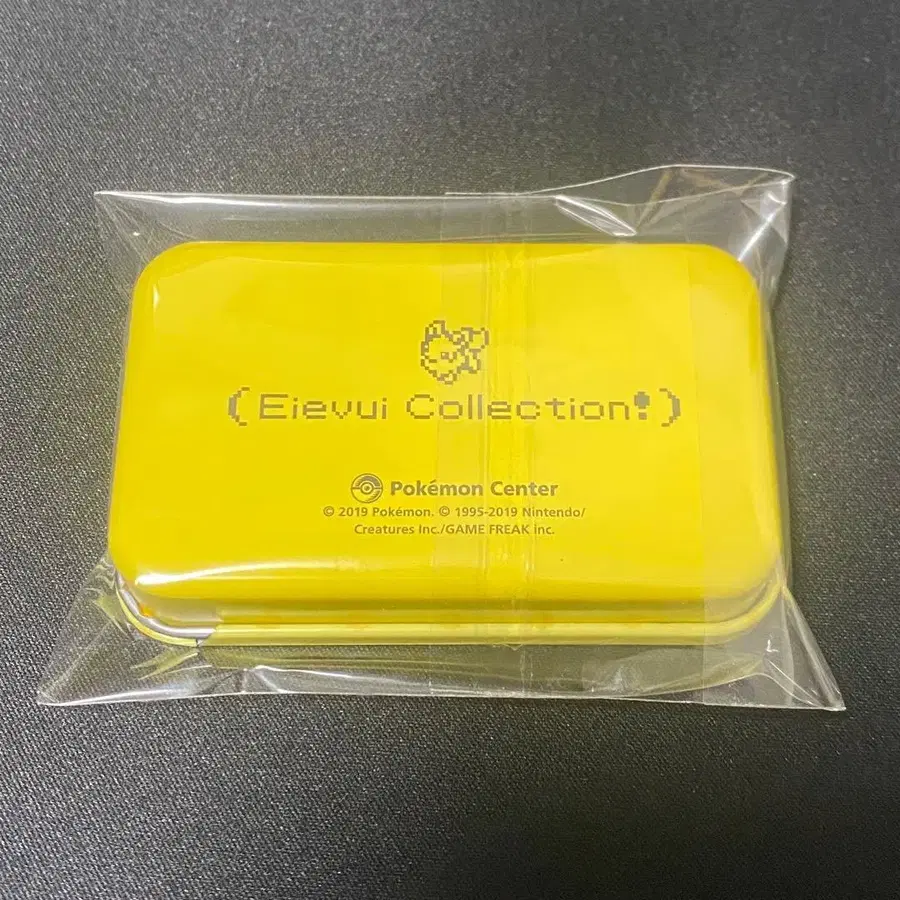 (Eievui Collection!)
Pokémon Center
© 2019 Pokémon. © 1995-2019 Nintendo/
Creatures Inc./GAME FREAK inc.